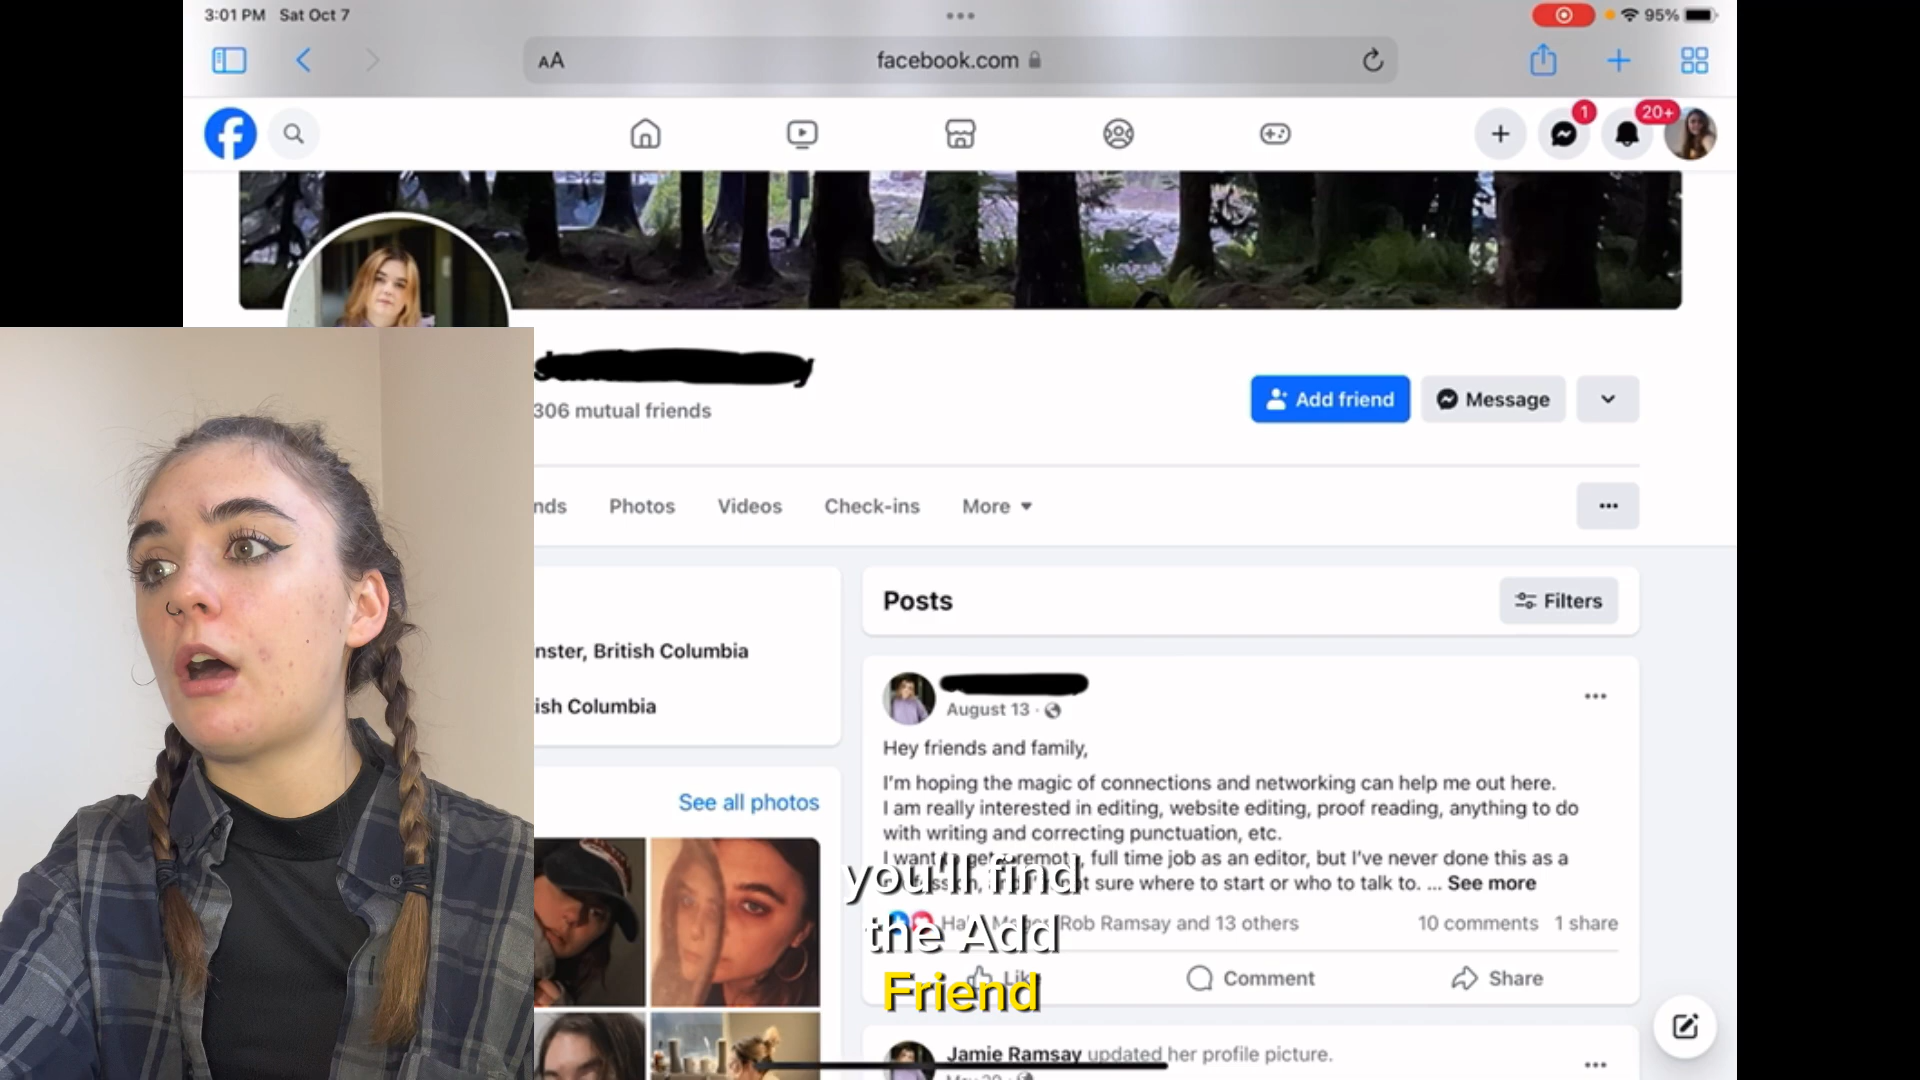 3:01 PM Sat Oct 7
95%
AA
facebook.com
1
20+
306 mutual friends
Add friend
Message
nds
Photos
Videos
Check-ins
More
Posts
Filters
nster, British Columbia
ish Columbia
See all photos
August 13 ·
Hey friends and family,
I'm hoping the magic of connections and networking can help me out here.
I am really interested in editing, website editing, proof reading, anything to do
with writing and correcting punctuation, etc.
I want to get remote, full time job as an editor, but I've never done this as a
sure where to start or who to talk to. ... See more
Rob Ramsay and 13 others
10 comments
1 share
Comment
Share
you'll find
the Add
Friend
Jamie Ramsay updated her profile picture.